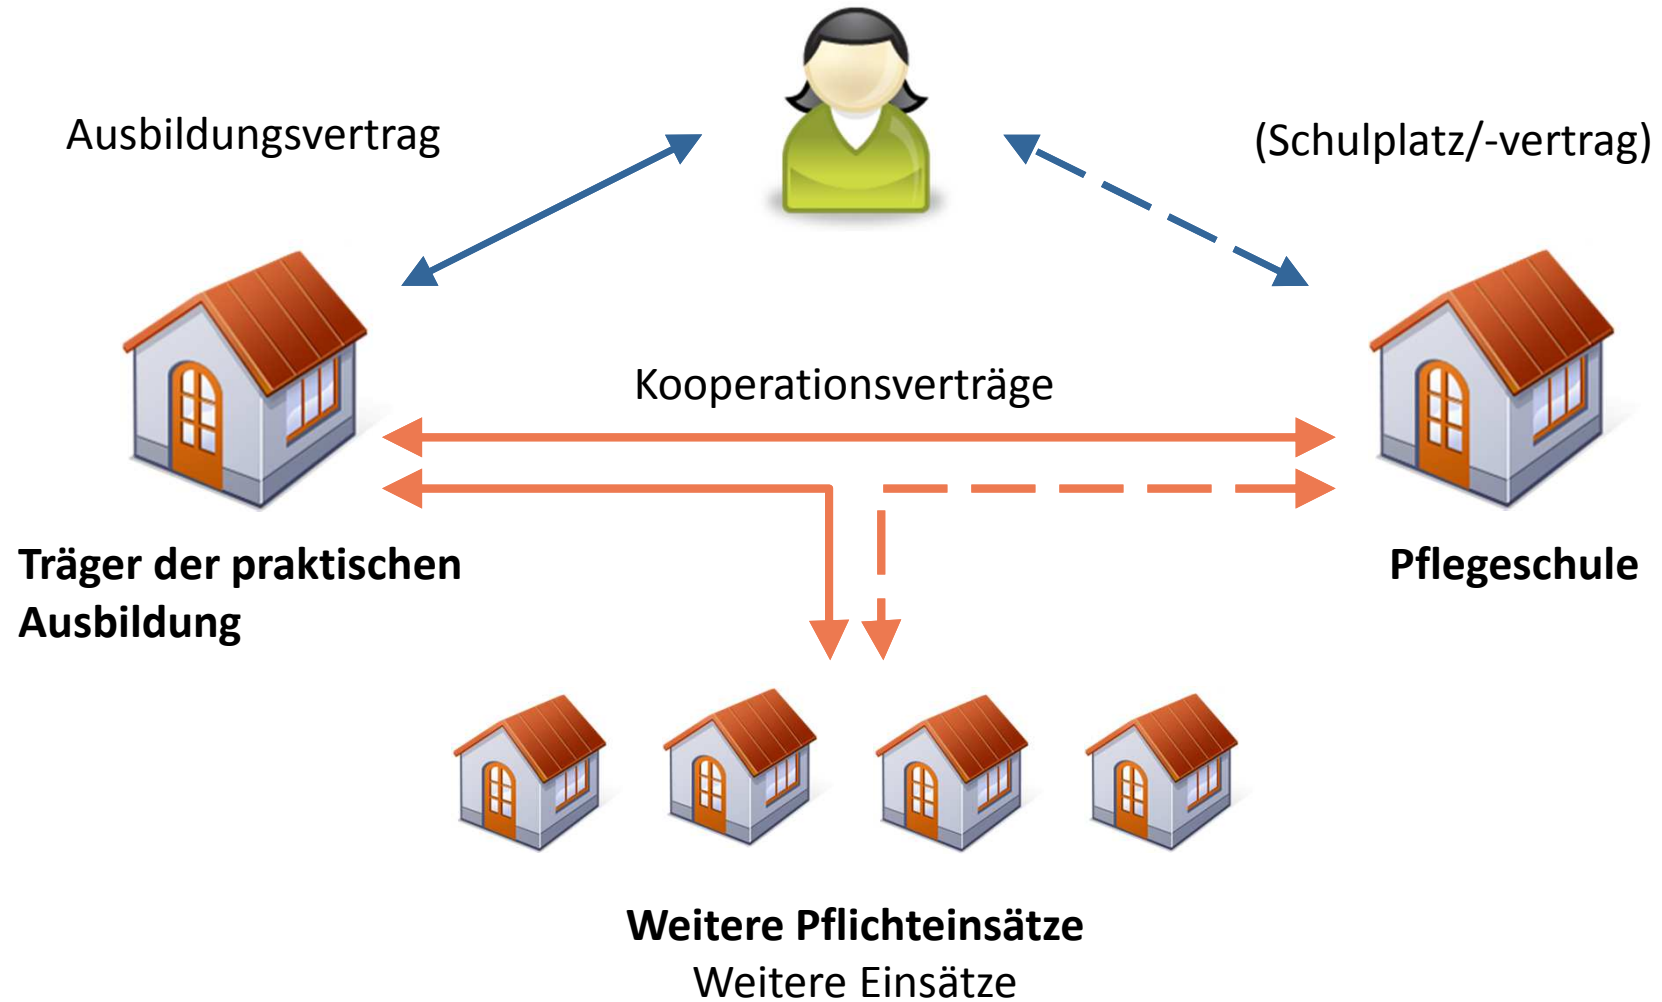 Ausbildungsvertrag
(Schulplatz/-vertrag)
Kooperationsverträge
Träger der praktischen
Ausbildung
Pflegeschule
Weitere Pflichteinsätze
Weitere Einsätze